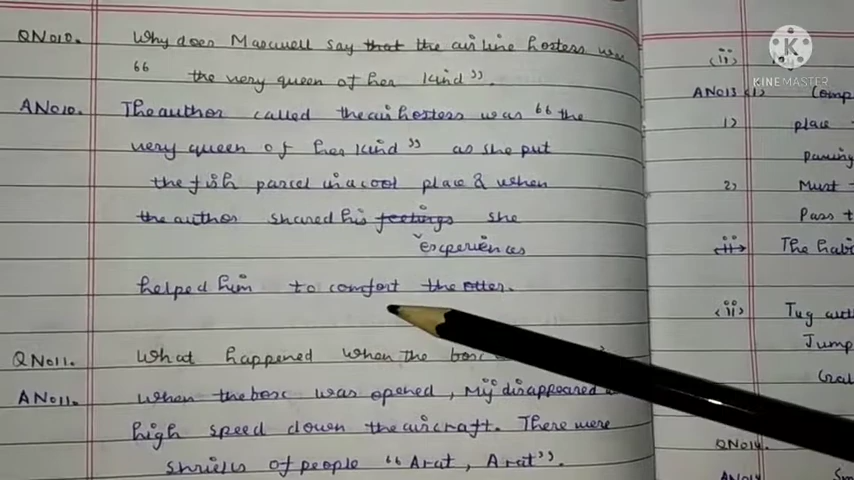 QNo10. Why does Maxwell say that the airline hostess was
"the very queen of her kind".
ANo10. The author called the air hostess was "the
very queen of her kind" as she put
the fish parcel in a cool place & when
the author shared his feelings she
experiences
helped him to comfort the otter.
QNo11. What happened when the box
ANo11. When the box was opened, Mij disappeared
high speed down the aircraft. There were
shrieks of people "A rat, A rat".
(ii)
ANo13 (i) Comp
1) place
2) Must
Pass t
(ii) The habi
(iii) Tug
Jump
QNo14.
ANo14
KINEMASTER